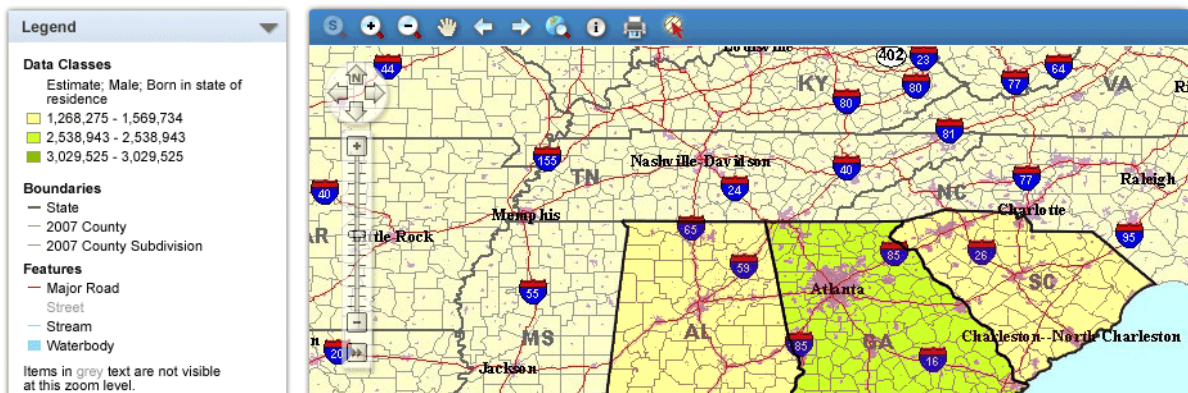 Legend
Data Classes
Estimate; Male; Born in state of
residence
1,268,275 - 1,569,734
2,538,943 - 2,538,943
3,029,525 - 3,029,525
Boundaries
State
2007 County
2007 County Subdivision
Features
Major Road
Street
Stream
Waterbody
Items in grey text are not visible
at this zoom level.
S
i
N
Louisville
402
23
44
KY
77
64
VA
80
80
81
155
Nashville-Davidson
40
TN
24
40
NC
77
Raleigh
Memphis
Charlotte
Little Rock
65
95
85
26
59
55
Atlanta
SC
AL
MS
GA
Charleston--North Charleston
85
20
16
Jackson